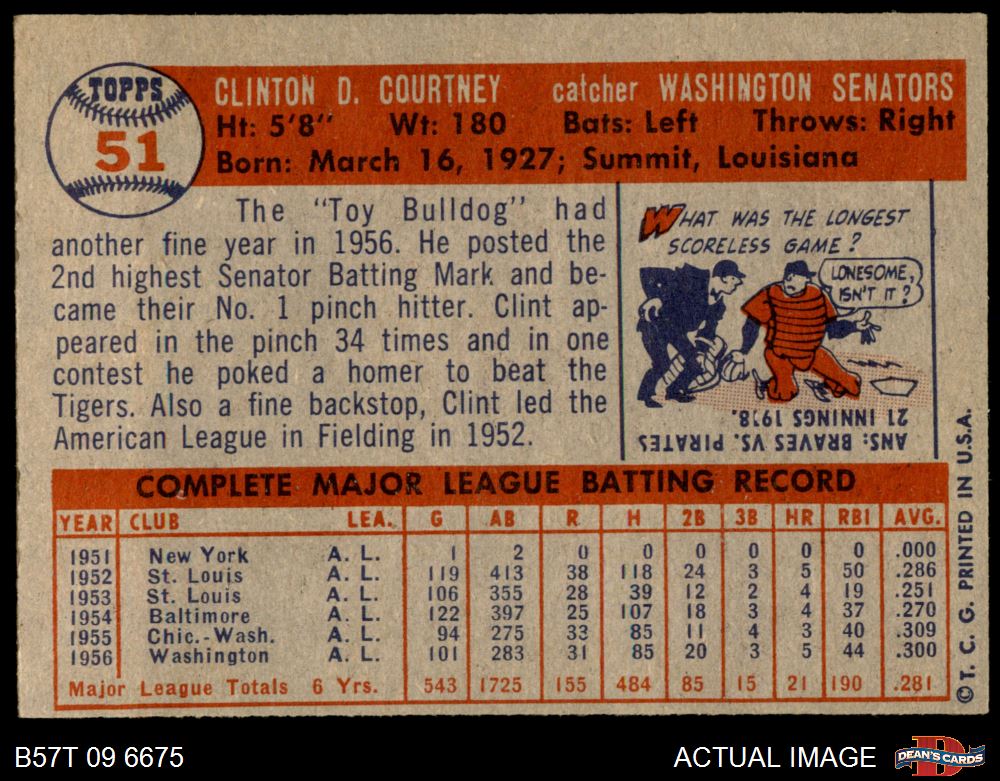 TOPPS
51
CLINTON D. COURTNEY catcher WASHINGTON SENATORS
Ht: 5'8" Wt: 180 Bats: Left Throws: Right
Born: March 16, 1927; Summit, Louisiana
The "Toy Bulldog" had
another fine year in 1956. He posted the
2nd highest Senator Batting Mark and be-
came their No. 1 pinch hitter. Clint ap-
peared in the pinch 34 times and in one
contest he poked a homer to beat the
Tigers. Also a fine backstop, Clint led the
American League in Fielding in 1952.
WHAT WAS THE LONGEST
SCORELESS GAME?
LONESOME,
ISN'T IT?
ANS: BRAVES VS. PIRATES
21 INNINGS 1918.
COMPLETE MAJOR LEAGUE BATTING RECORD
YEAR CLUB LEA. G AB R H 2B 3B HR RBI AVG.
1951 New York A. L. 1 2 0 0 0 0 0 0 .000
1952 St. Louis A. L. 119 413 38 118 24 3 5 50 .286
1953 St. Louis A. L. 106 355 28 39 12 2 4 19 .251
1954 Baltimore A. L. 122 397 25 107 18 3 4 37 .270
1955 Chic.-Wash. A. L. 94 275 33 85 11 4 3 40 .309
1956 Washington A. L. 101 283 31 85 20 3 5 44 .300
Major League Totals 6 Yrs. 543 1725 155 484 85 15 21 190 .281
© T. C. G. PRINTED IN U.S.A.
B57T 09 6675
ACTUAL IMAGE
DEAN'S CARDS